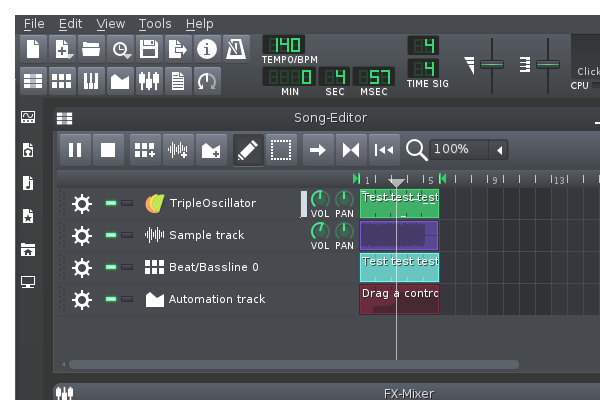 File Edit View Tools Help
140
TEMPO/BPM
0 4 57
MIN SEC MSEC
4
4
TIME SIG
Click
CPU
Song-Editor
100%
1 5 9 13
TripleOscillator
VOL PAN
Test test test
Sample track
VOL PAN
Beat/Bassline 0
Test test test
Automation track
Drag a contro
FX-Mixer